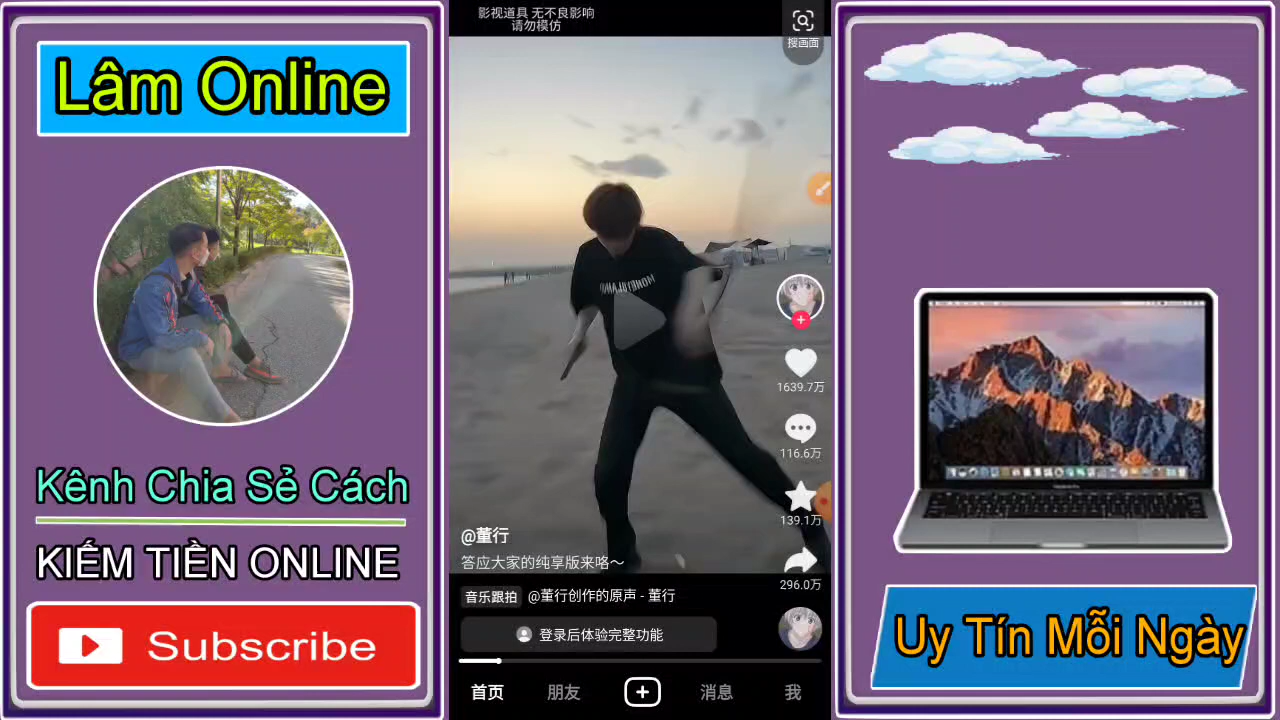 Lâm Online
Kênh Chia Sẻ Cách
KIẾM TIỀN ONLINE
Subscribe
影视道具 无不良影响
请勿模仿
搜画面
1639.7万
116.6万
139.1万
296.0万
@董行
答应大家的纯享版来咯～
音乐跟拍 @董行创作的原声 - 董行
登录后体验完整功能
首页 朋友 消息 我
Uy Tín Mỗi Ngày